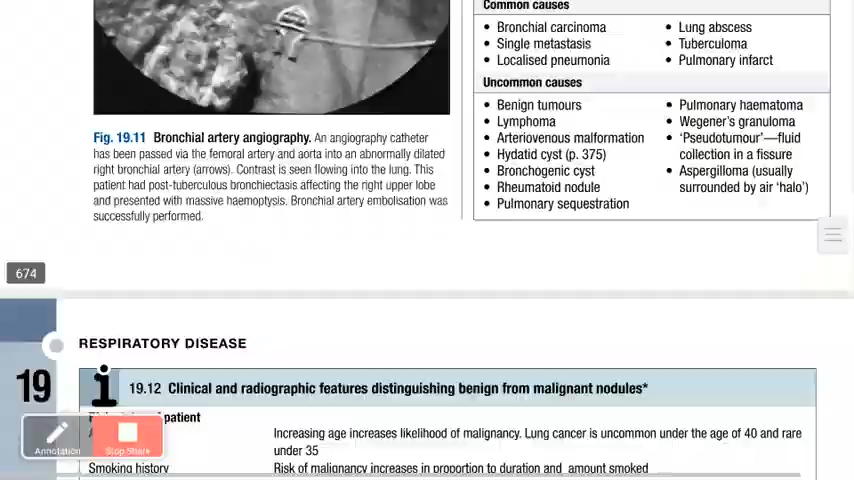 Common causes
• Bronchial carcinoma
• Single metastasis
• Localised pneumonia
• Lung abscess
• Tuberculoma
• Pulmonary infarct
Uncommon causes
• Benign tumours
• Lymphoma
• Arteriovenous malformation
• Hydatid cyst (p. 375)
• Bronchogenic cyst
• Rheumatoid nodule
• Pulmonary sequestration
• Pulmonary haematoma
• Wegener's granuloma
• 'Pseudotumour'—fluid
collection in a fissure
• Aspergilloma (usually
surrounded by air 'halo')
Fig. 19.11 Bronchial artery angiography. An angiography catheter
has been passed via the femoral artery and aorta into an abnormally dilated
right bronchial artery (arrows). Contrast is seen flowing into the lung. This
patient had post-tuberculous bronchiectasis affecting the right upper lobe
and presented with massive haemoptysis. Bronchial artery embolisation was
successfully performed.
674
RESPIRATORY DISEASE
19
i 19.12 Clinical and radiographic features distinguishing benign from malignant nodules*
patient
Increasing age increases likelihood of malignancy. Lung cancer is uncommon under the age of 40 and rare
under 35
Smoking history
Risk of malignancy increases in proportion to duration and amount smoked
Annotation
Stop Share